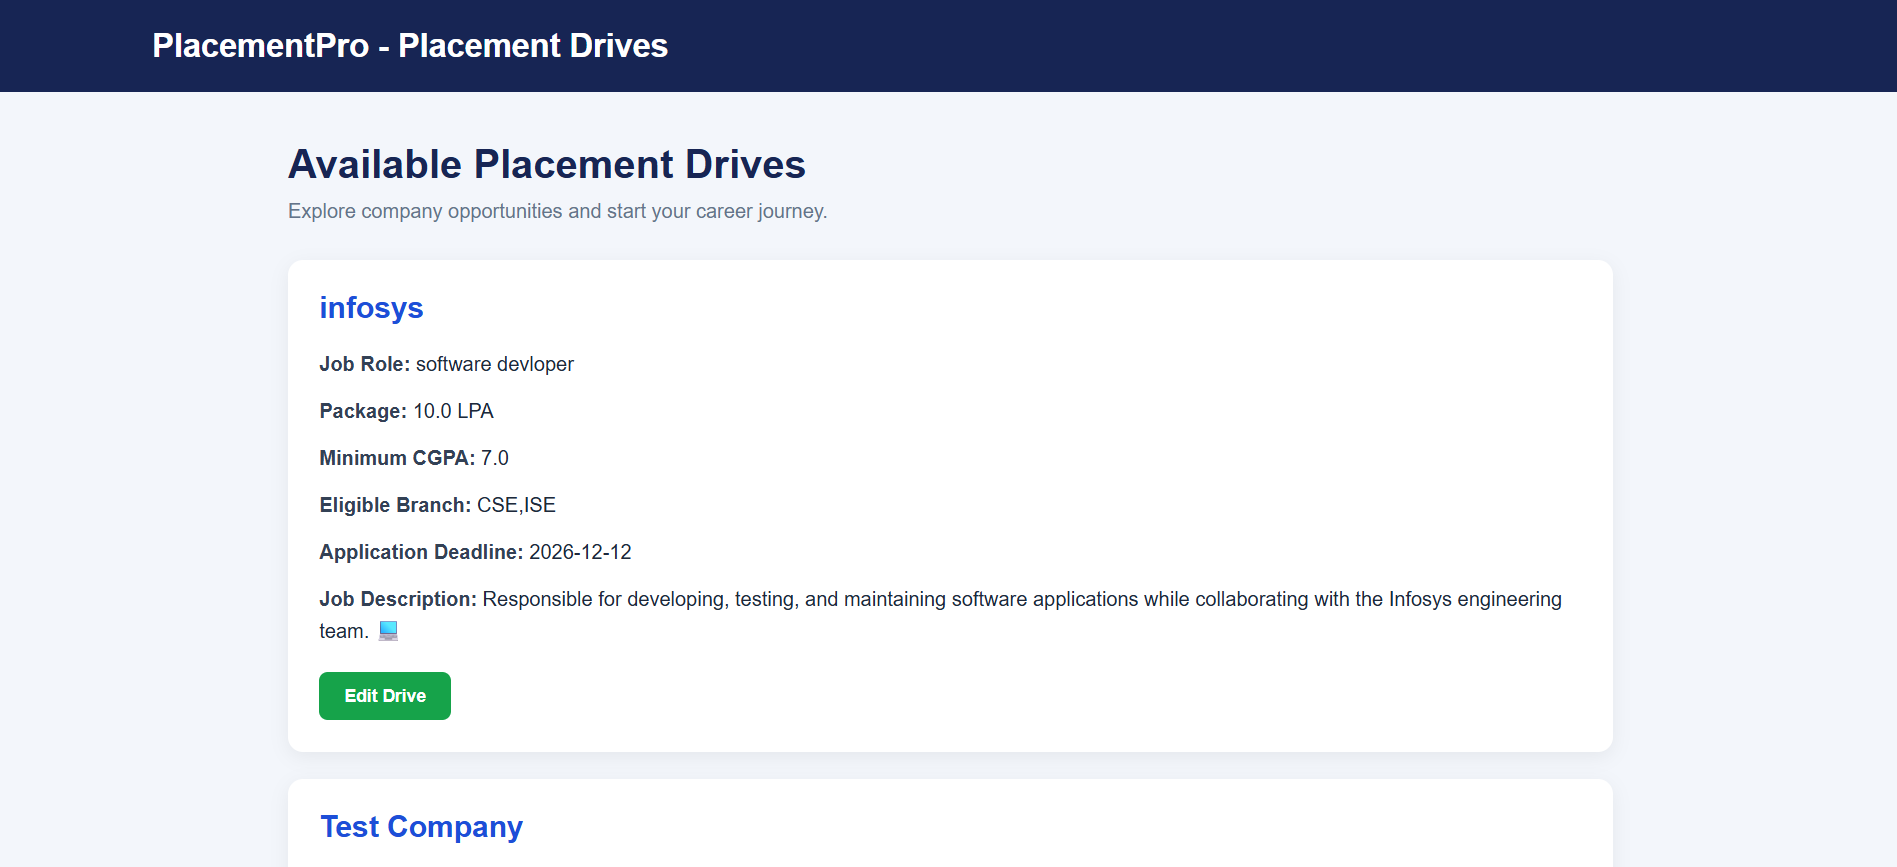 PlacementPro - Placement Drives
Available Placement Drives
Explore company opportunities and start your career journey.
infosys
Job Role: software devloper
Package: 10.0 LPA
Minimum CGPA: 7.0
Eligible Branch: CSE,ISE
Application Deadline: 2026-12-12
Job Description: Responsible for developing, testing, and maintaining software applications while collaborating with the Infosys engineering
team. 💻
Edit Drive
Test Company